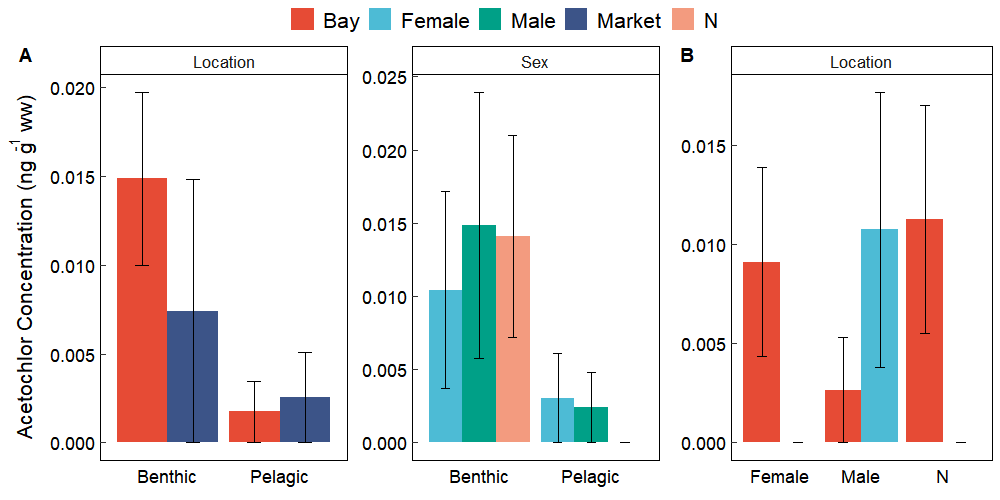 Bay Female Male Market N
A Location Sex B Location
Acetochlor Concentration (ng g-1 ww)
0.020
0.015
0.010
0.005
0.000
Benthic Pelagic
0.025
0.020
0.015
0.010
0.005
0.000
Benthic Pelagic
0.015
0.010
0.005
0.000
Female Male N